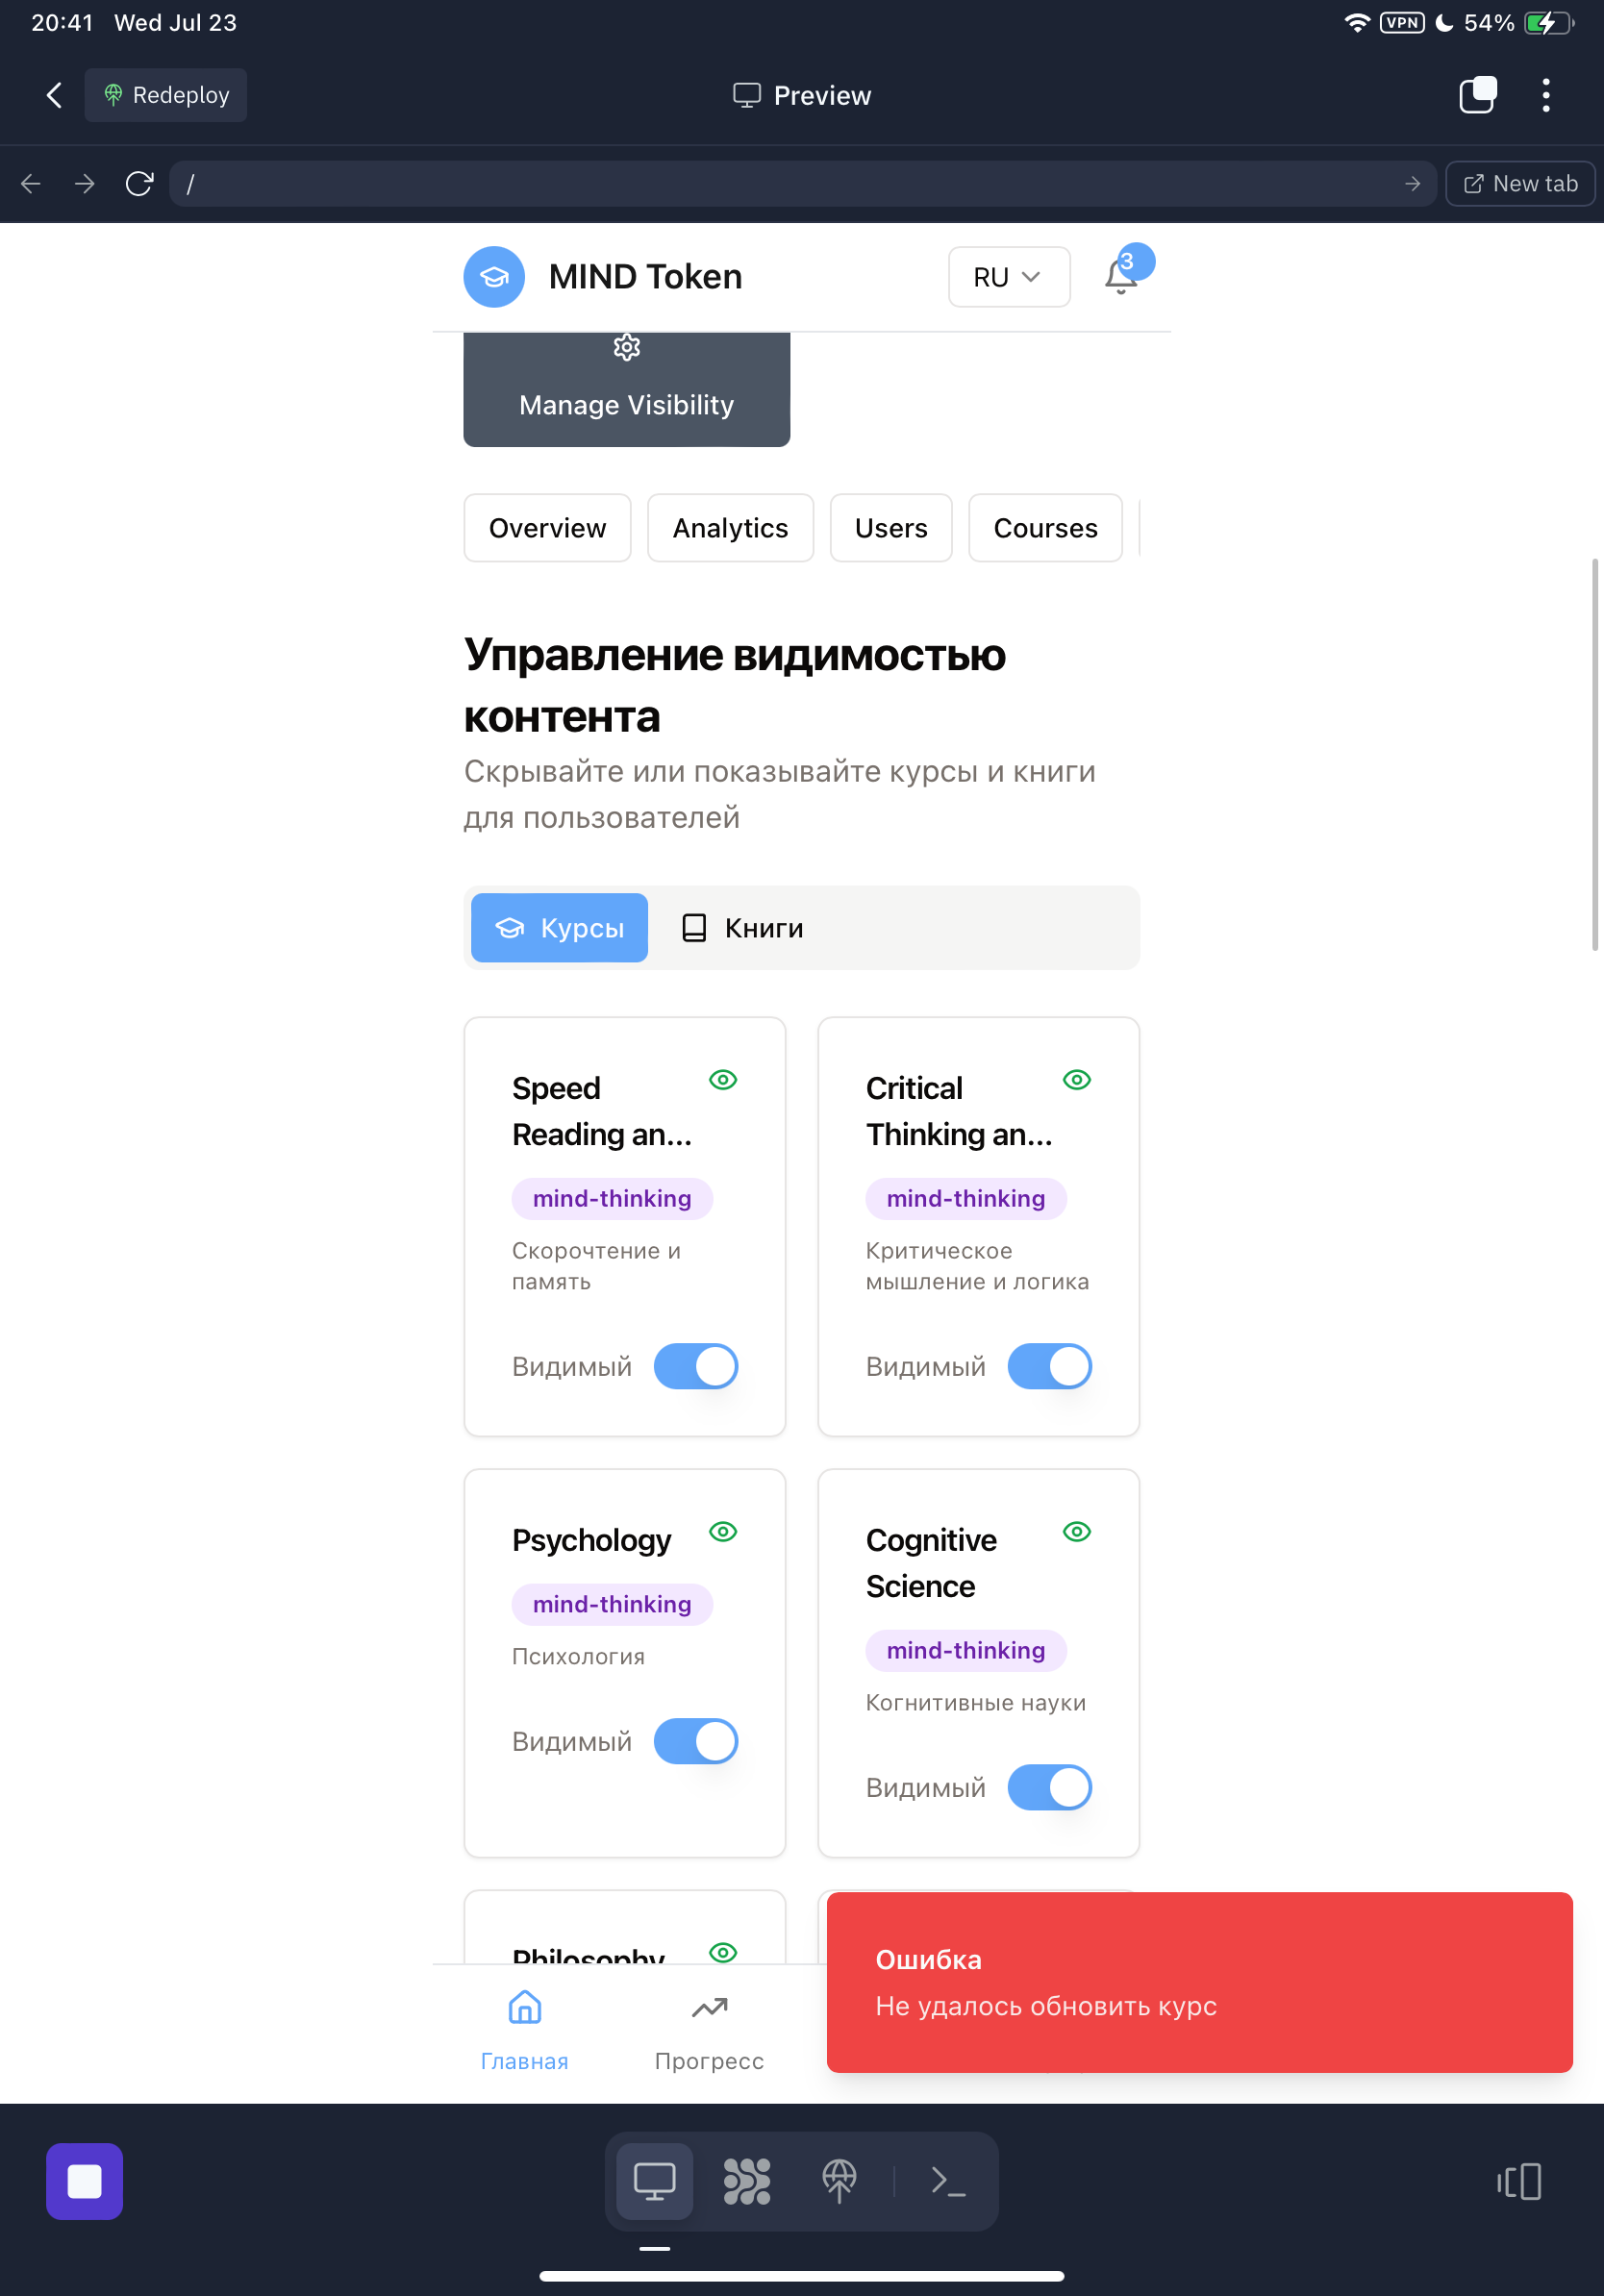 20:41 Wed Jul 23
VPN 54%
Redeploy
Preview
/
New tab
MIND Token
RU
3
Manage Visibility
Overview
Analytics
Users
Courses
Управление видимостью
контента
Скрывайте или показывайте курсы и книги
для пользователей
Курсы
Книги
Speed
Reading an...
mind-thinking
Скорочтение и
память
Видимый
Critical
Thinking an...
mind-thinking
Критическое
мышление и логика
Видимый
Psychology
mind-thinking
Психология
Видимый
Cognitive
Science
mind-thinking
Когнитивные науки
Видимый
Philosophy
Ошибка
Не удалось обновить курс
Главная
Прогресс